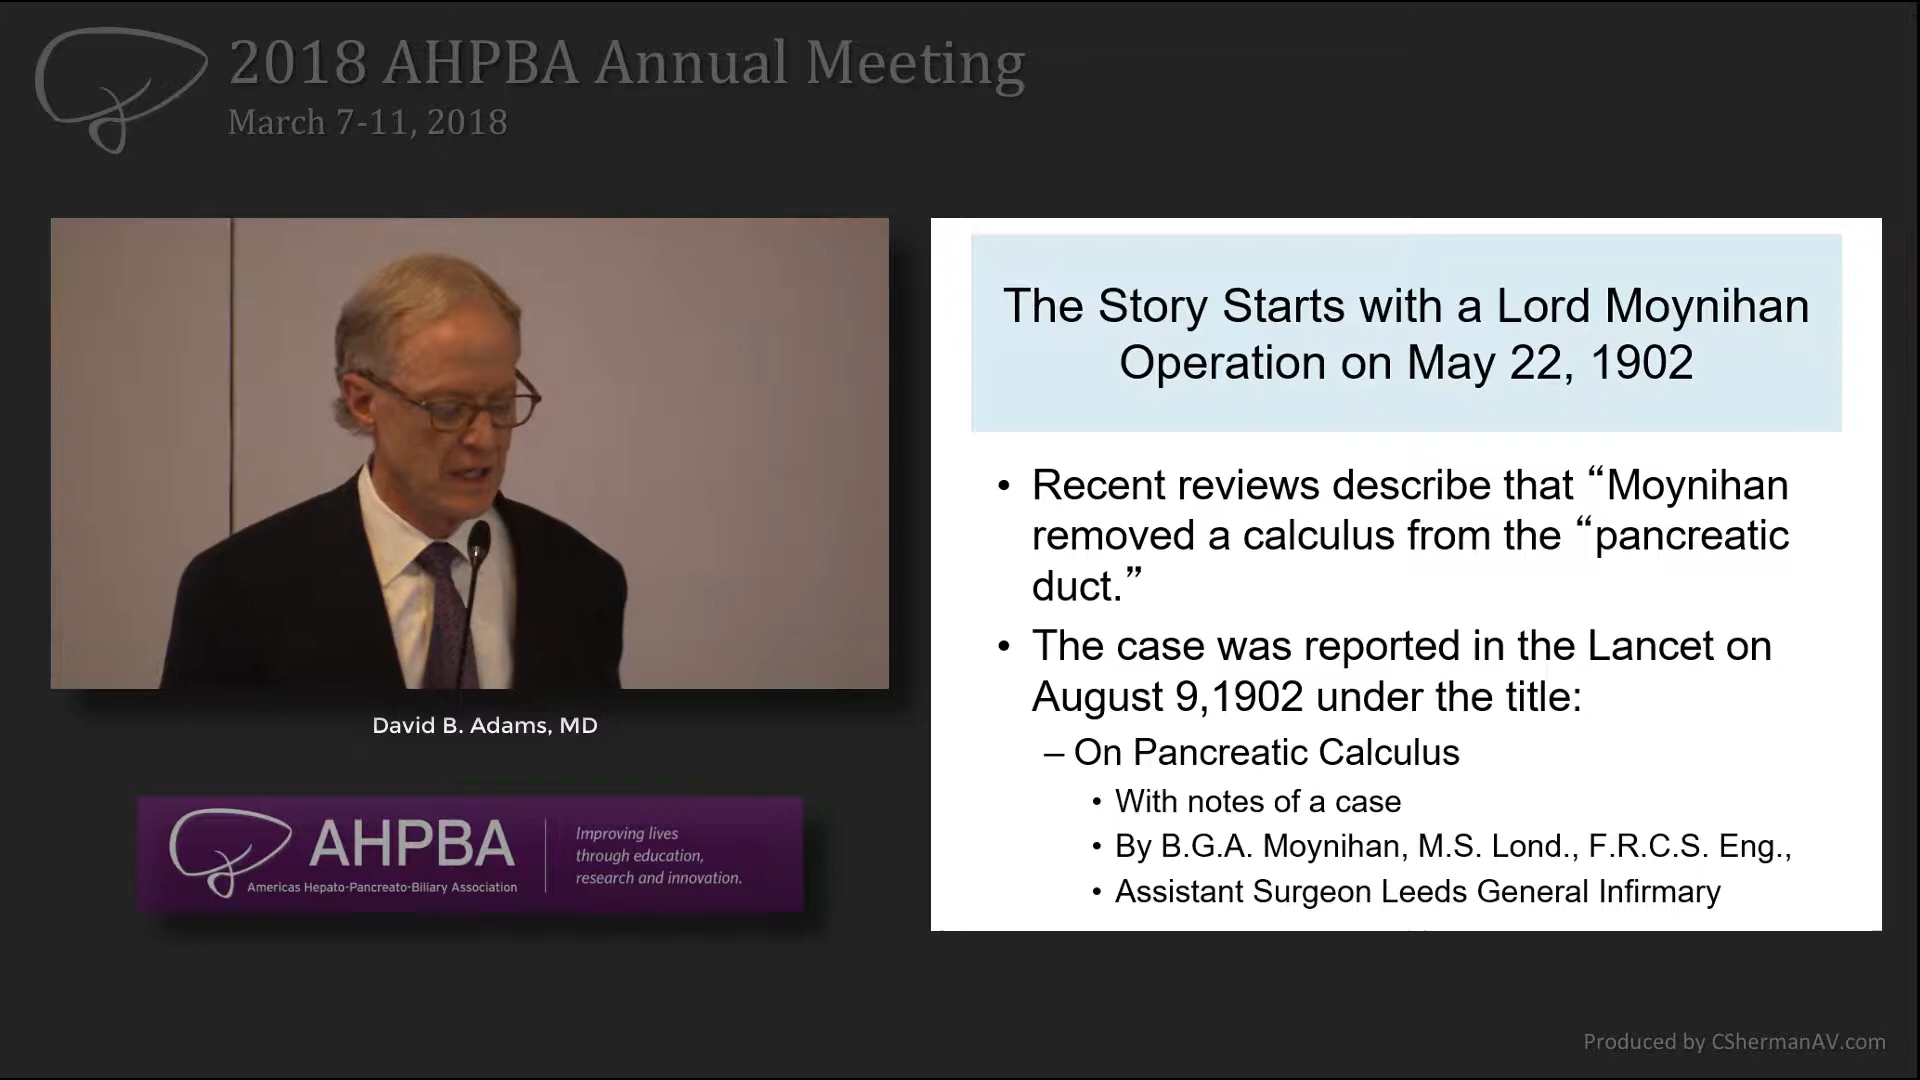 2018 AHPBA Annual Meeting
March 7-11, 2018
The Story Starts with a Lord Moynihan
Operation on May 22, 1902
• Recent reviews describe that “Moynihan
removed a calculus from the “pancreatic
duct.”
• The case was reported in the Lancet on
August 9,1902 under the title:
– On Pancreatic Calculus
• With notes of a case
• By B.G.A. Moynihan, M.S. Lond., F.R.C.S. Eng.,
• Assistant Surgeon Leeds General Infirmary
David B. Adams, MD
AHPBA
Americas Hepato-Pancreato-Biliary Association
Improving lives
through education,
research and innovation.
Produced by CShermanAV.com